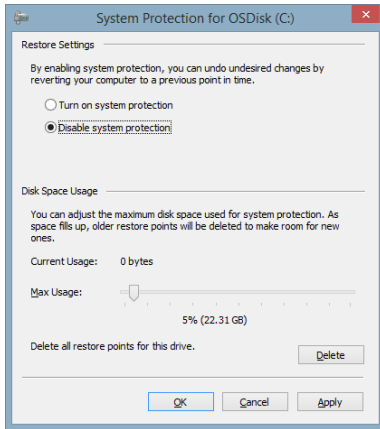 System Protection for OSDisk (C:)
Restore Settings
By enabling system protection, you can undo undesired changes by
reverting your computer to a previous point in time.
Turn on system protection
Disable system protection
Disk Space Usage
You can adjust the maximum disk space used for system protection. As
space fills up, older restore points will be deleted to make room for new
ones.
Current Usage: 0 bytes
Max Usage:
5% (22.31 GB)
Delete all restore points for this drive.
Delete
OK Cancel Apply